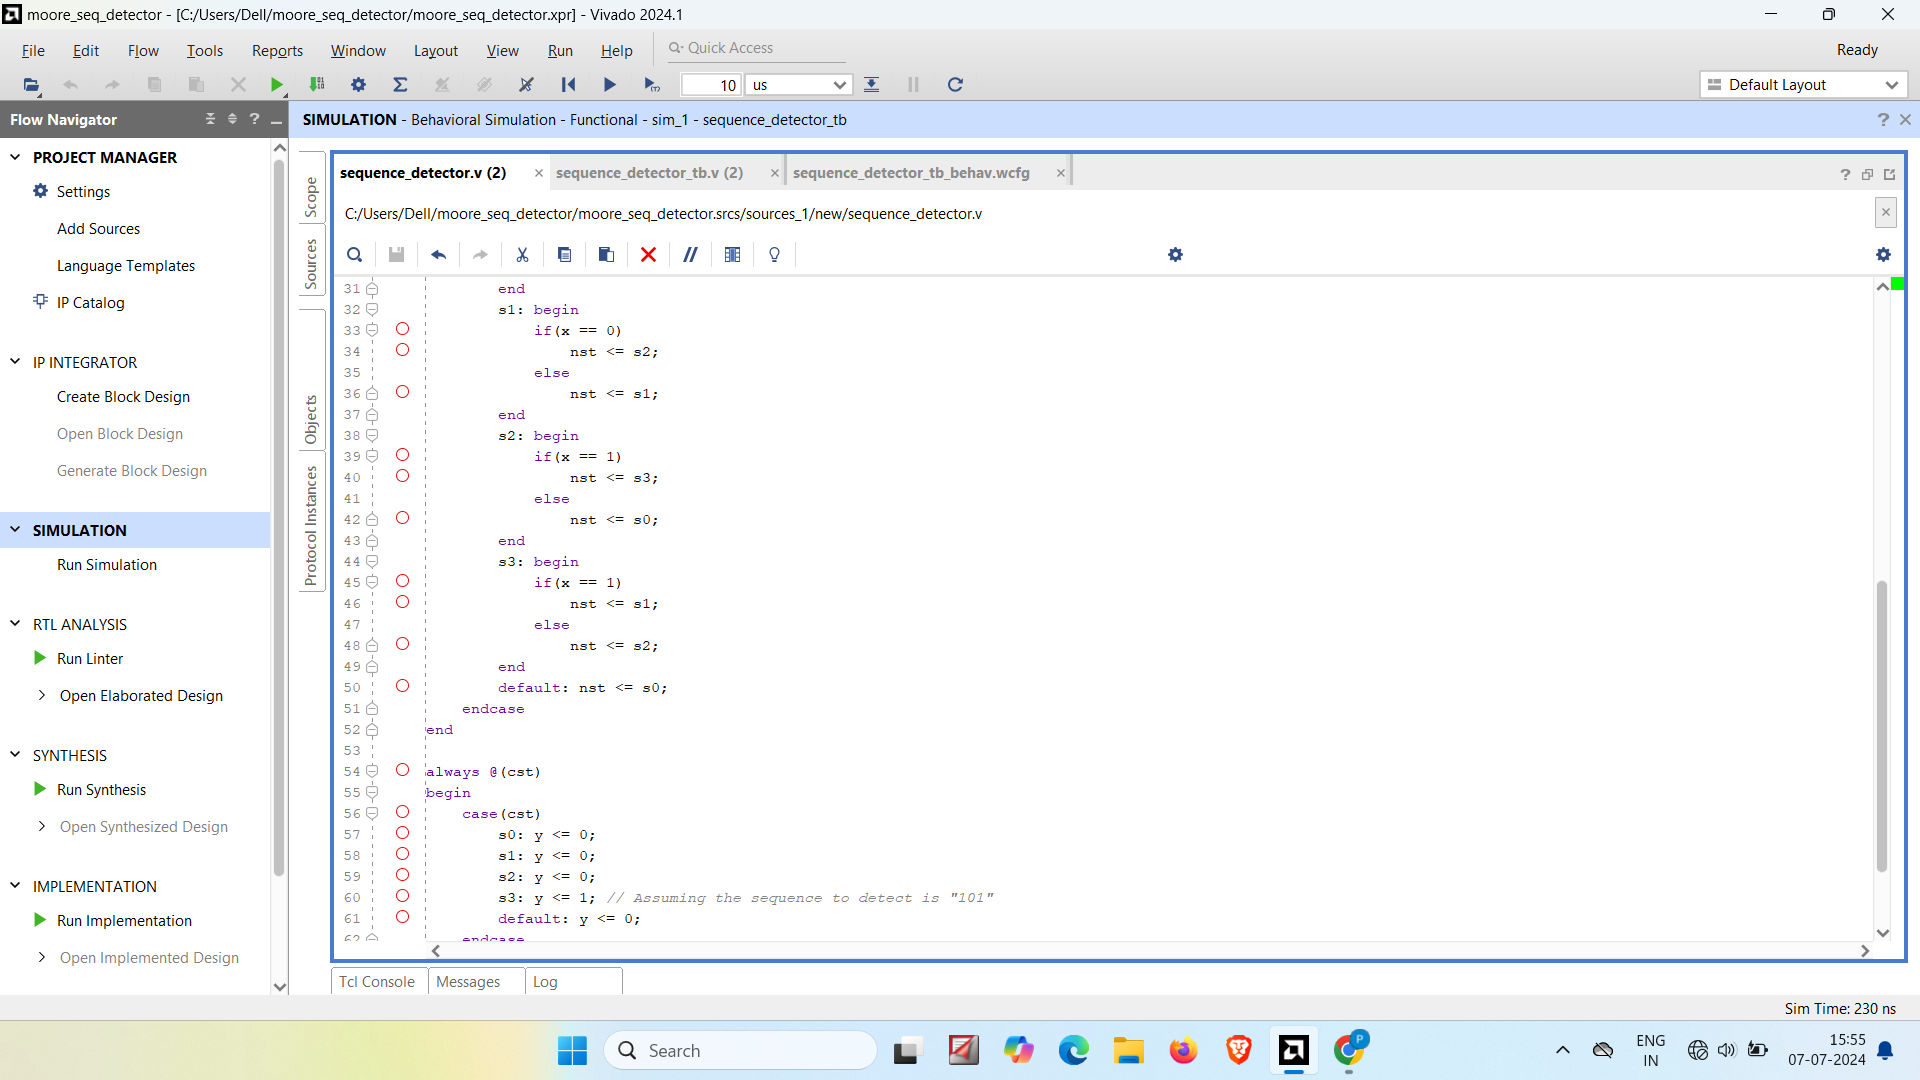 moore_seq_detector - [C:/Users/Dell/moore_seq_detector/moore_seq_detector.xpr] - Vivado 2024.1
File Edit Flow Tools Reports Window Layout View Run Help Quick Access
Ready
10 us
Default Layout
Flow Navigator
SIMULATION - Behavioral Simulation - Functional - sim_1 - sequence_detector_tb
PROJECT MANAGER
Settings
Add Sources
Language Templates
IP Catalog
IP INTEGRATOR
Create Block Design
Open Block Design
Generate Block Design
SIMULATION
Run Simulation
RTL ANALYSIS
Run Linter
Open Elaborated Design
SYNTHESIS
Run Synthesis
Open Synthesized Design
IMPLEMENTATION
Run Implementation
Open Implemented Design
Scope
Sources
Objects
Protocol Instances
sequence_detector.v (2) sequence_detector_tb.v (2) sequence_detector_tb_behav.wcfg
C:/Users/Dell/moore_seq_detector/moore_seq_detector.srcs/sources_1/new/sequence_detector.v
31 end
32 s1: begin
33 if(x == 0)
34 nst <= s2;
35 else
36 nst <= s1;
37 end
38 s2: begin
39 if(x == 1)
40 nst <= s3;
41 else
42 nst <= s0;
43 end
44 s3: begin
45 if(x == 1)
46 nst <= s1;
47 else
48 nst <= s2;
49 end
50 default: nst <= s0;
51 endcase
52 end
53
54 always @(cst)
55 begin
56 case(cst)
57 s0: y <= 0;
58 s1: y <= 0;
59 s2: y <= 0;
60 s3: y <= 1; // Assuming the sequence to detect is "101"
61 default: y <= 0;
62 endcase
Tcl Console Messages Log
Sim Time: 230 ns
Search
ENG
IN
15:55
07-07-2024